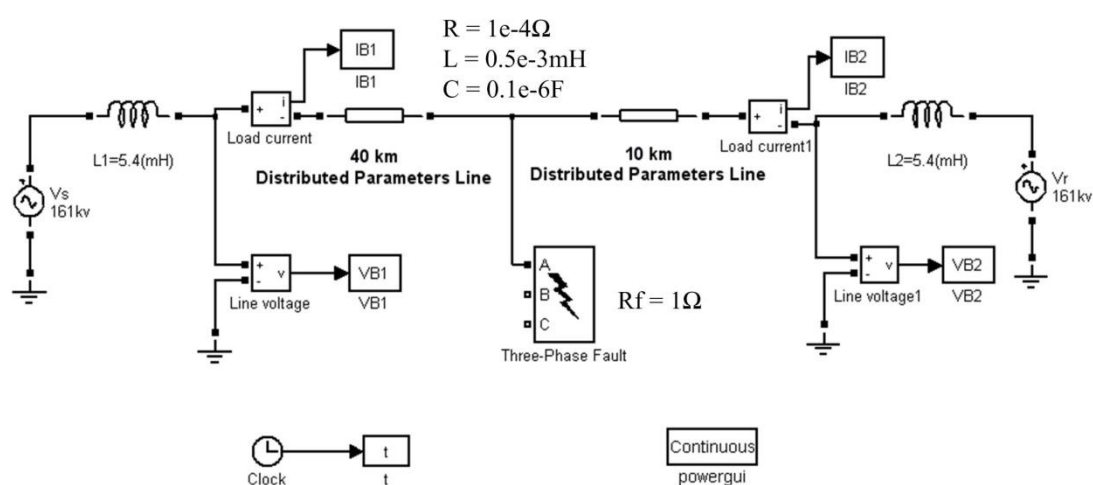 R = 1e-4Ω
L = 0.5e-3mH
C = 0.1e-6F
IB1
IB1
IB2
IB2
+
i
-
Load current
+
i
-
Load current1
L1=5.4(mH)
L2=5.4(mH)
40 km
Distributed Parameters Line
10 km
Distributed Parameters Line
+
Vs
161kv
+
Vr
161kv
+
v
-
Line voltage
VB1
VB1
A
B
C
Three-Phase Fault
Rf = 1Ω
+
v
-
Line voltage1
VB2
VB2
Clock
t
t
Continuous
powergui